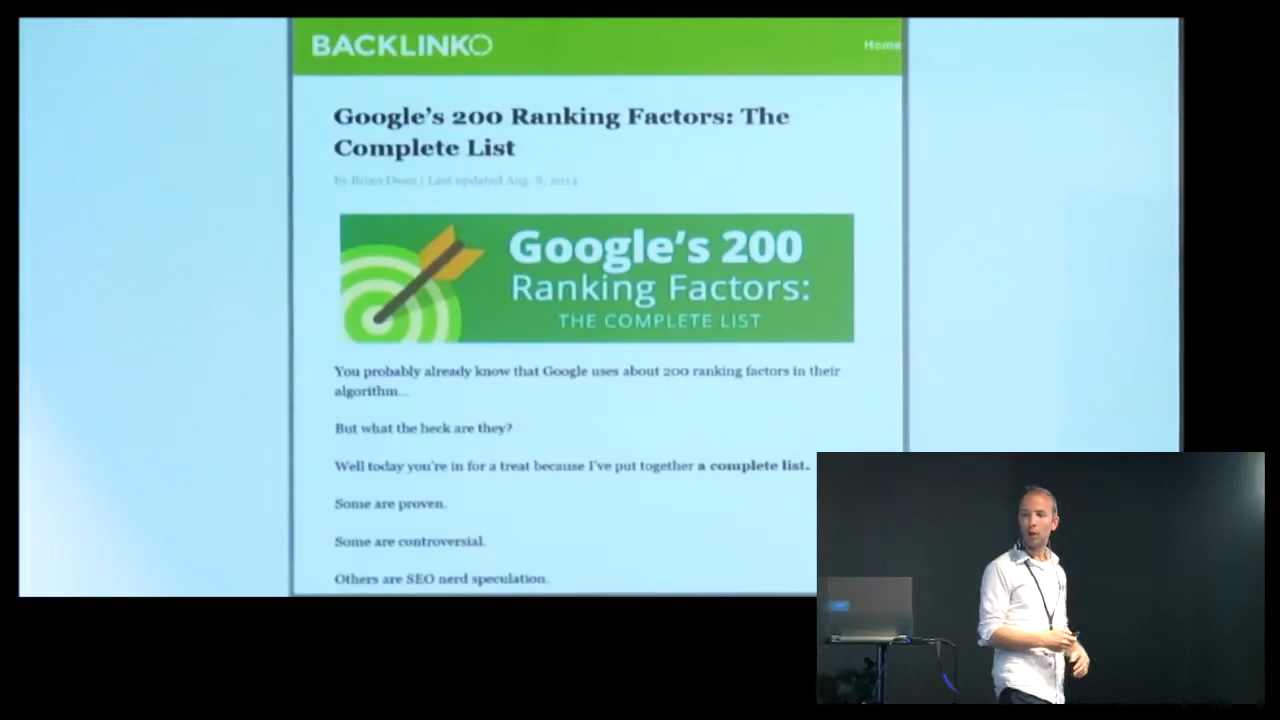 BACKLINKO
Home
Google's 200 Ranking Factors: The
Complete List
by Brian Dean | Last updated Aug. 8, 2014
Google's 200
Ranking Factors:
THE COMPLETE LIST
You probably already know that Google uses about 200 ranking factors in their
algorithm...
But what the heck are they?
Well today you're in for a treat because I've put together a complete list.
Some are proven.
Some are controversial.
Others are SEO nerd speculation.